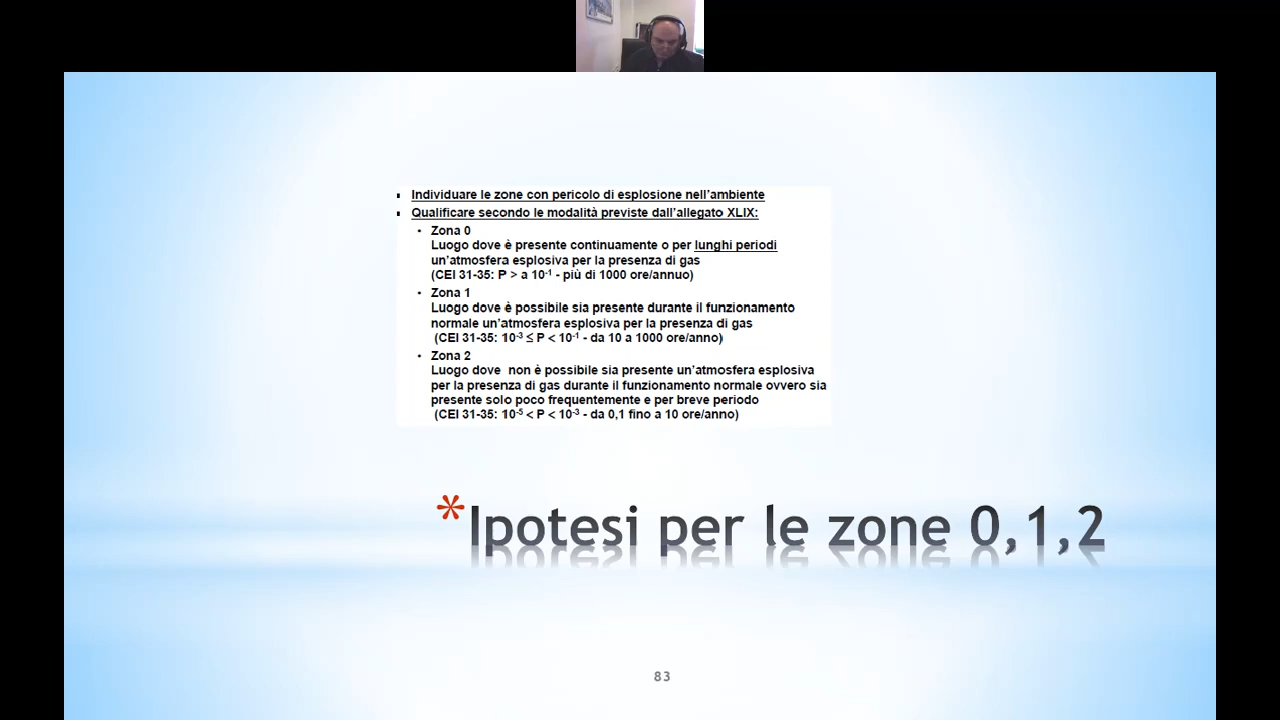 ▪ Individuare le zone con pericolo di esplosione nell'ambiente
▪ Qualificare secondo le modalità previste dall'allegato XLIX:
• Zona 0
Luogo dove è presente continuamente o per lunghi periodi
un'atmosfera esplosiva per la presenza di gas
(CEI 31-35: P > a 10⁻¹ - più di 1000 ore/annuo)
• Zona 1
Luogo dove è possibile sia presente durante il funzionamento
normale un'atmosfera esplosiva per la presenza di gas
(CEI 31-35: 10⁻³ ≤ P < 10⁻¹ - da 10 a 1000 ore/anno)
• Zona 2
Luogo dove non è possibile sia presente un'atmosfera esplosiva
per la presenza di gas durante il funzionamento normale ovvero sia
presente solo poco frequentemente e per breve periodo
(CEI 31-35: 10⁻⁵ < P < 10⁻³ - da 0,1 fino a 10 ore/anno)
*Ipotesi per le zone 0,1,2
83